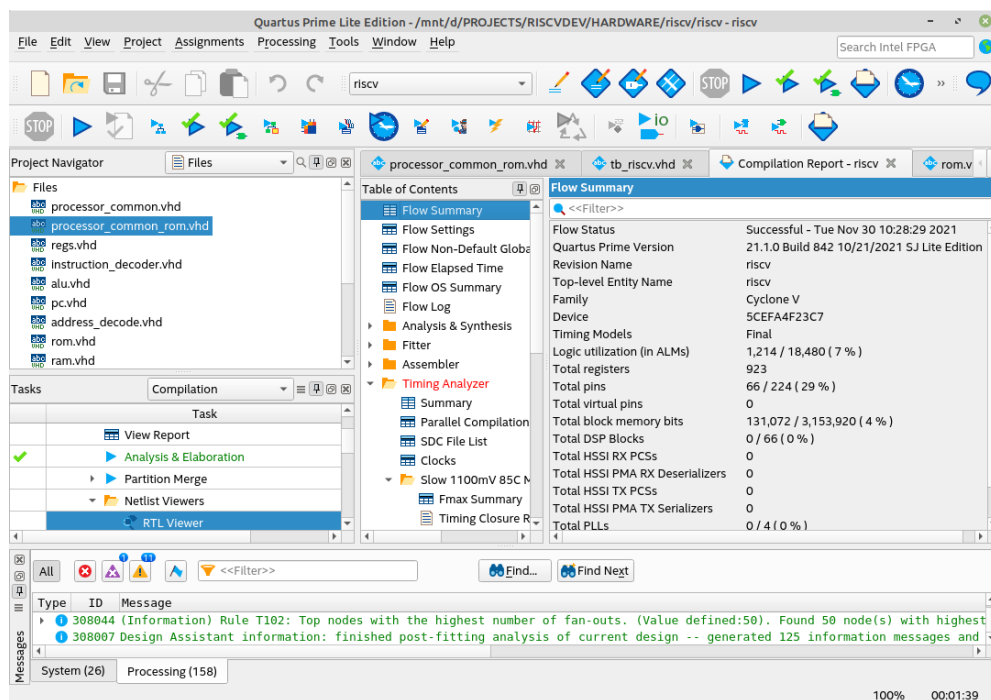 Quartus Prime Lite Edition - /mnt/d/PROJECTS/RISCVDEV/HARDWARE/riscv/riscv - riscv
File Edit View Project Assignments Processing Tools Window Help
Search Intel FPGA
riscv
STOP
»
STOP
io
Project Navigator
Files
Files
processor_common.vhd
processor_common_rom.vhd
regs.vhd
instruction_decoder.vhd
alu.vhd
pc.vhd
address_decode.vhd
rom.vhd
ram.vhd
Tasks
Compilation
Task
View Report
Analysis & Elaboration
Partition Merge
Netlist Viewers
RTL Viewer
processor_common_rom.vhd
tb_riscv.vhd
Compilation Report - riscv
rom.v
Table of Contents
Flow Summary
Flow Settings
Flow Non-Default Globa
Flow Elapsed Time
Flow OS Summary
Flow Log
Analysis & Synthesis
Fitter
Assembler
Timing Analyzer
Summary
Parallel Compilation
SDC File List
Clocks
Slow 1100mV 85C M
Fmax Summary
Timing Closure R
Flow Summary
<<Filter>>
Flow Status Successful - Tue Nov 30 10:28:29 2021
Quartus Prime Version 21.1.0 Build 842 10/21/2021 SJ Lite Edition
Revision Name riscv
Top-level Entity Name riscv
Family Cyclone V
Device 5CEFA4F23C7
Timing Models Final
Logic utilization (in ALMs) 1,214 / 18,480 ( 7 % )
Total registers 923
Total pins 66 / 224 ( 29 % )
Total virtual pins 0
Total block memory bits 131,072 / 3,153,920 ( 4 % )
Total DSP Blocks 0 / 66 ( 0 % )
Total HSSI RX PCSs 0
Total HSSI PMA RX Deserializers 0
Total HSSI TX PCSs 0
Total HSSI PMA TX Serializers 0
Total PLLs 0 / 4 ( 0 % )
Messages
All
1
11
<<Filter>>
Find...
Find Next
Type ID Message
308044 (Information) Rule T102: Top nodes with the highest number of fan-outs. (Value defined:50). Found 50 node(s) with highest
308007 Design Assistant information: finished post-fitting analysis of current design -- generated 125 information messages and
System (26)
Processing (158)
100% 00:01:39